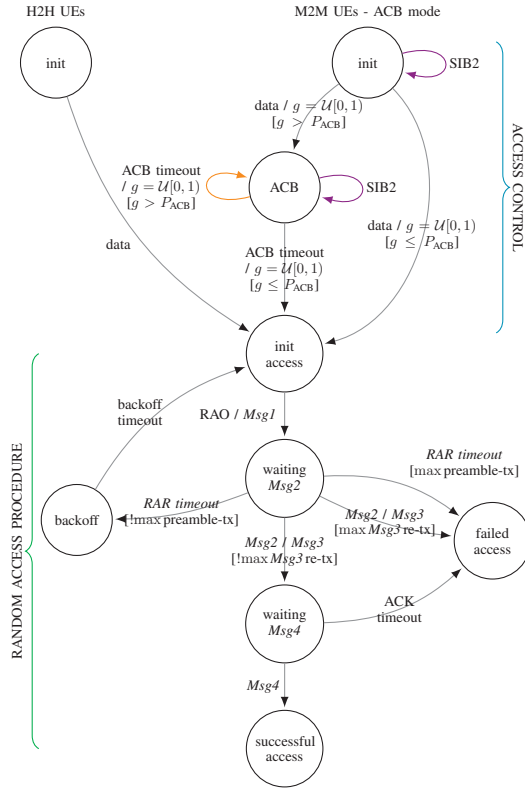 H2H UEs
M2M UEs - ACB mode
init
init
SIB2
data / g = U[0, 1)
[g > P_ACB]
ACB timeout
/ g = U[0, 1)
[g > P_ACB]
ACB
SIB2
ACCESS CONTROL
data
data / g = U[0, 1)
[g ≤ P_ACB]
ACB timeout
/ g = U[0, 1)
[g ≤ P_ACB]
init
access
backoff
timeout
RAO / Msg1
RANDOM ACCESS PROCEDURE
waiting
Msg2
RAR timeout
[max preamble-tx]
RAR timeout
[!max preamble-tx]
backoff
Msg2 / Msg3
[max Msg3 re-tx]
failed
access
Msg2 / Msg3
[!max Msg3 re-tx]
waiting
Msg4
ACK
timeout
Msg4
successful
access